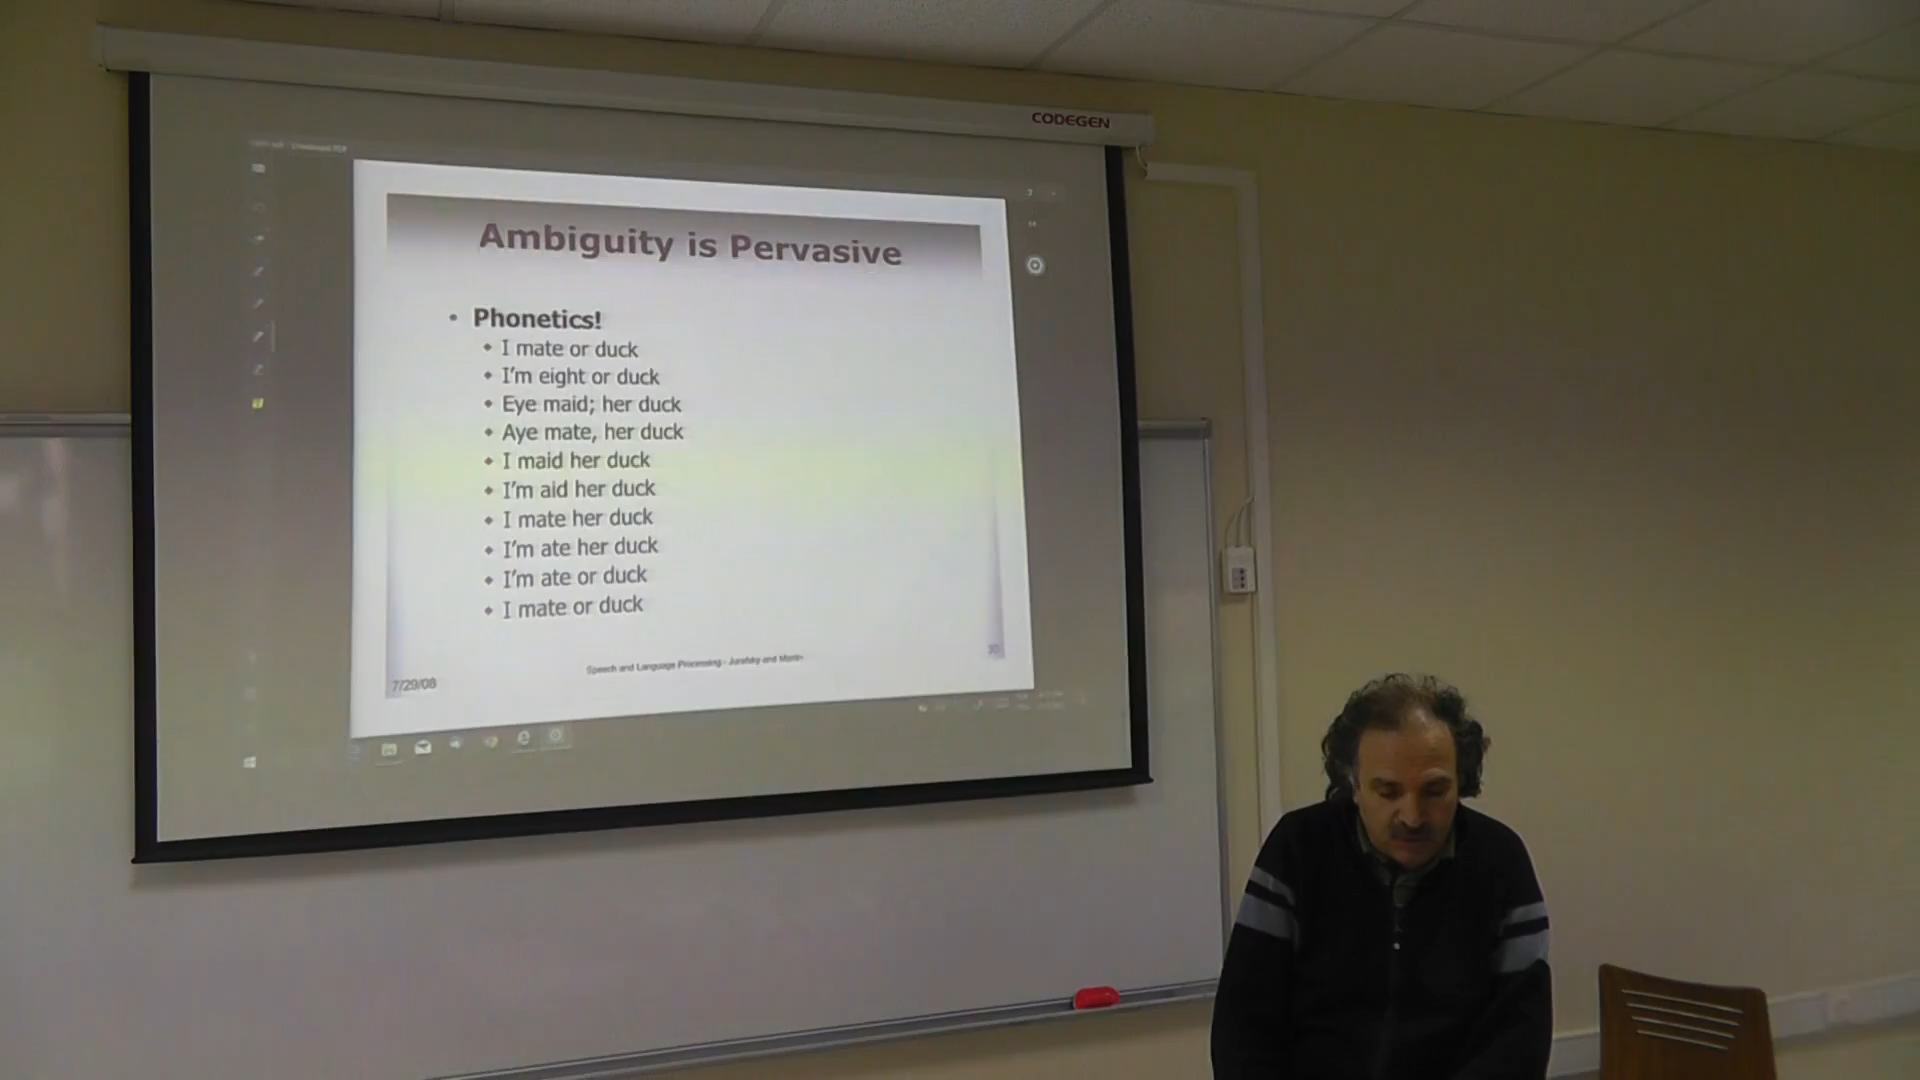 CODEGEN
Ambiguity is Pervasive
• Phonetics!
• I mate or duck
• I'm eight or duck
• Eye maid; her duck
• Aye mate, her duck
• I maid her duck
• I'm aid her duck
• I mate her duck
• I'm ate her duck
• I'm ate or duck
• I mate or duck
Speech and Language Processing - Jurafsky and Martin
30
7/29/08